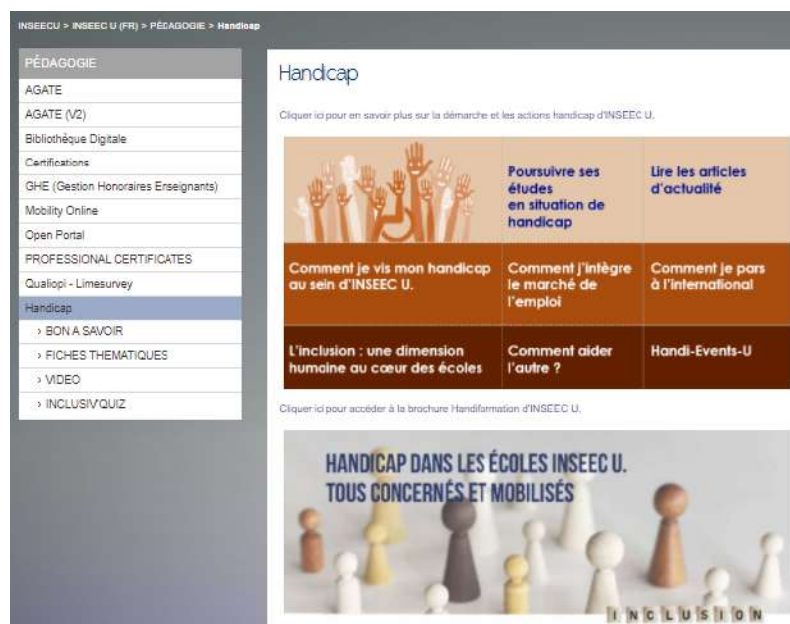 INSEECU > INSEEC U (FR) > PÉDAGOGIE > Handicap
PÉDAGOGIE
AGATE
AGATE (V2)
Bibliothèque Digitale
Certifications
GHE (Gestion Honoraires Enseignants)
Mobility Online
Open Portal
PROFESSIONAL CERTIFICATES
Qualiopi - Limesurvey
Handicap
› BON A SAVOIR
› FICHES THEMATIQUES
› VIDEO
› INCLUSIV'QUIZ
Handicap
Cliquer ici pour en savoir plus sur la démarche et les actions handicap d'INSEEC U.
Poursuivre ses
études
en situation de
handicap
Lire les articles
d'actualité
Comment je vis mon handicap
au sein d'INSEEC U.
Comment j'intègre
le marché de
l'emploi
Comment je pars
à l'international
L'inclusion : une dimension
humaine au cœur des écoles
Comment aider
l'autre ?
Handi-Events-U
Cliquer ici pour accéder à la brochure Handiformation d'INSEEC U.
HANDICAP DANS LES ÉCOLES INSEEC U.
TOUS CONCERNÉS ET MOBILISÉS
INCLUSION